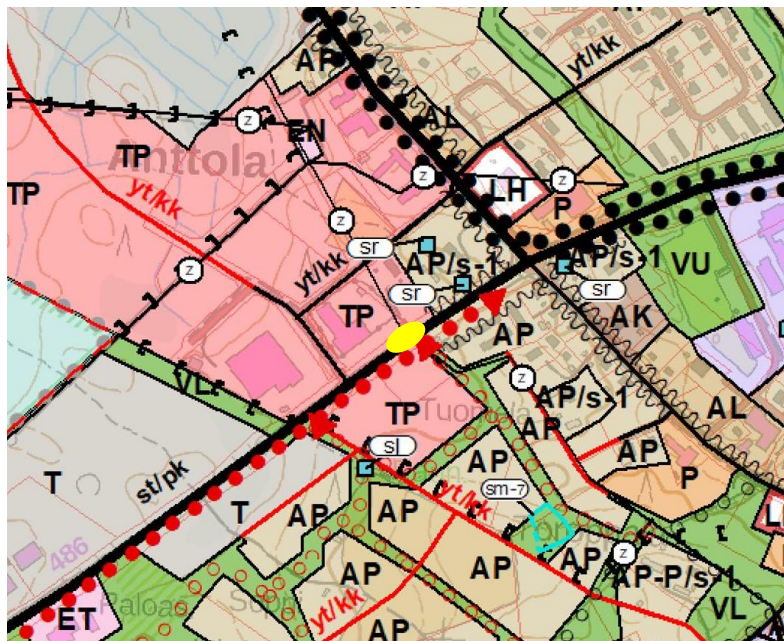 AP
AP
yt/kk
z
EN
AL
TP
Anttola
z
LH
z
P
TP
yt/kk
z
sr
AP/s-1
AP/s-1
VU
z
yt/kk
sr
sr
TP
AP
AK
VL
z
AP/s-1
TP
Tuomela
AP
AL
AP
T
st/pk
sl
AP
P
sm-7
yt/kk
T
AP
AP
486
AP
AP
z
AP
AP-P/s-1
ET
Paloas
yt/kk
VL
AP